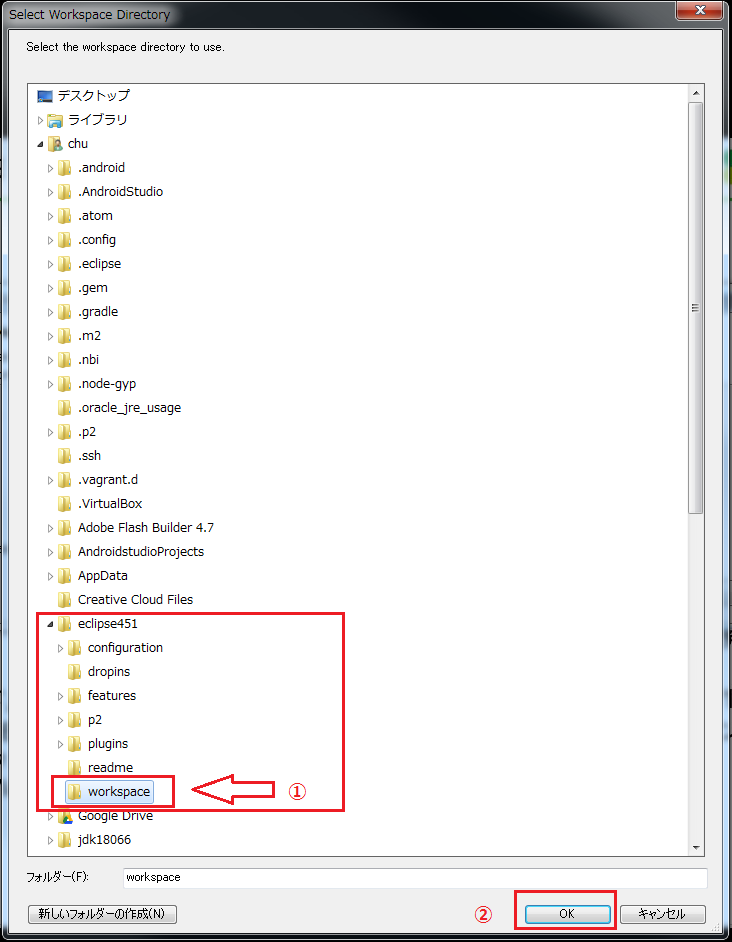 Select Workspace Directory
Select the workspace directory to use.
デスクトップ
ライブラリ
chu
.android
.AndroidStudio
.atom
.config
.eclipse
.gem
.gradle
.m2
.nbi
.node-gyp
.oracle_jre_usage
.p2
.ssh
.vagrant.d
.VirtualBox
Adobe Flash Builder 4.7
AndroidstudioProjects
AppData
Creative Cloud Files
eclipse451
configuration
dropins
features
p2
plugins
readme
workspace ①
Google Drive
jdk18066
フォルダー(F): workspace
新しいフォルダーの作成(N) ② OK キャンセル